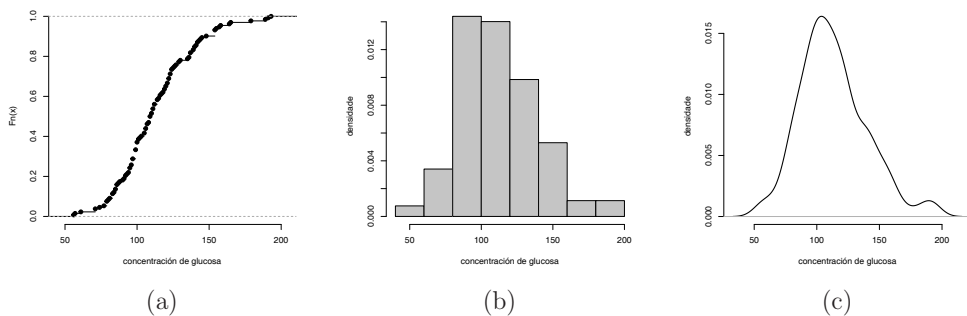 Fn(x)
1.0
0.8
0.6
0.4
0.2
0.0
50 100 150 200
concentración de glucosa
(a)
densidade
0.012
0.008
0.004
0.000
50 100 150 200
concentración de glucosa
(b)
densidade
0.015
0.010
0.005
0.000
50 100 150 200
concentración de glucosa
(c)